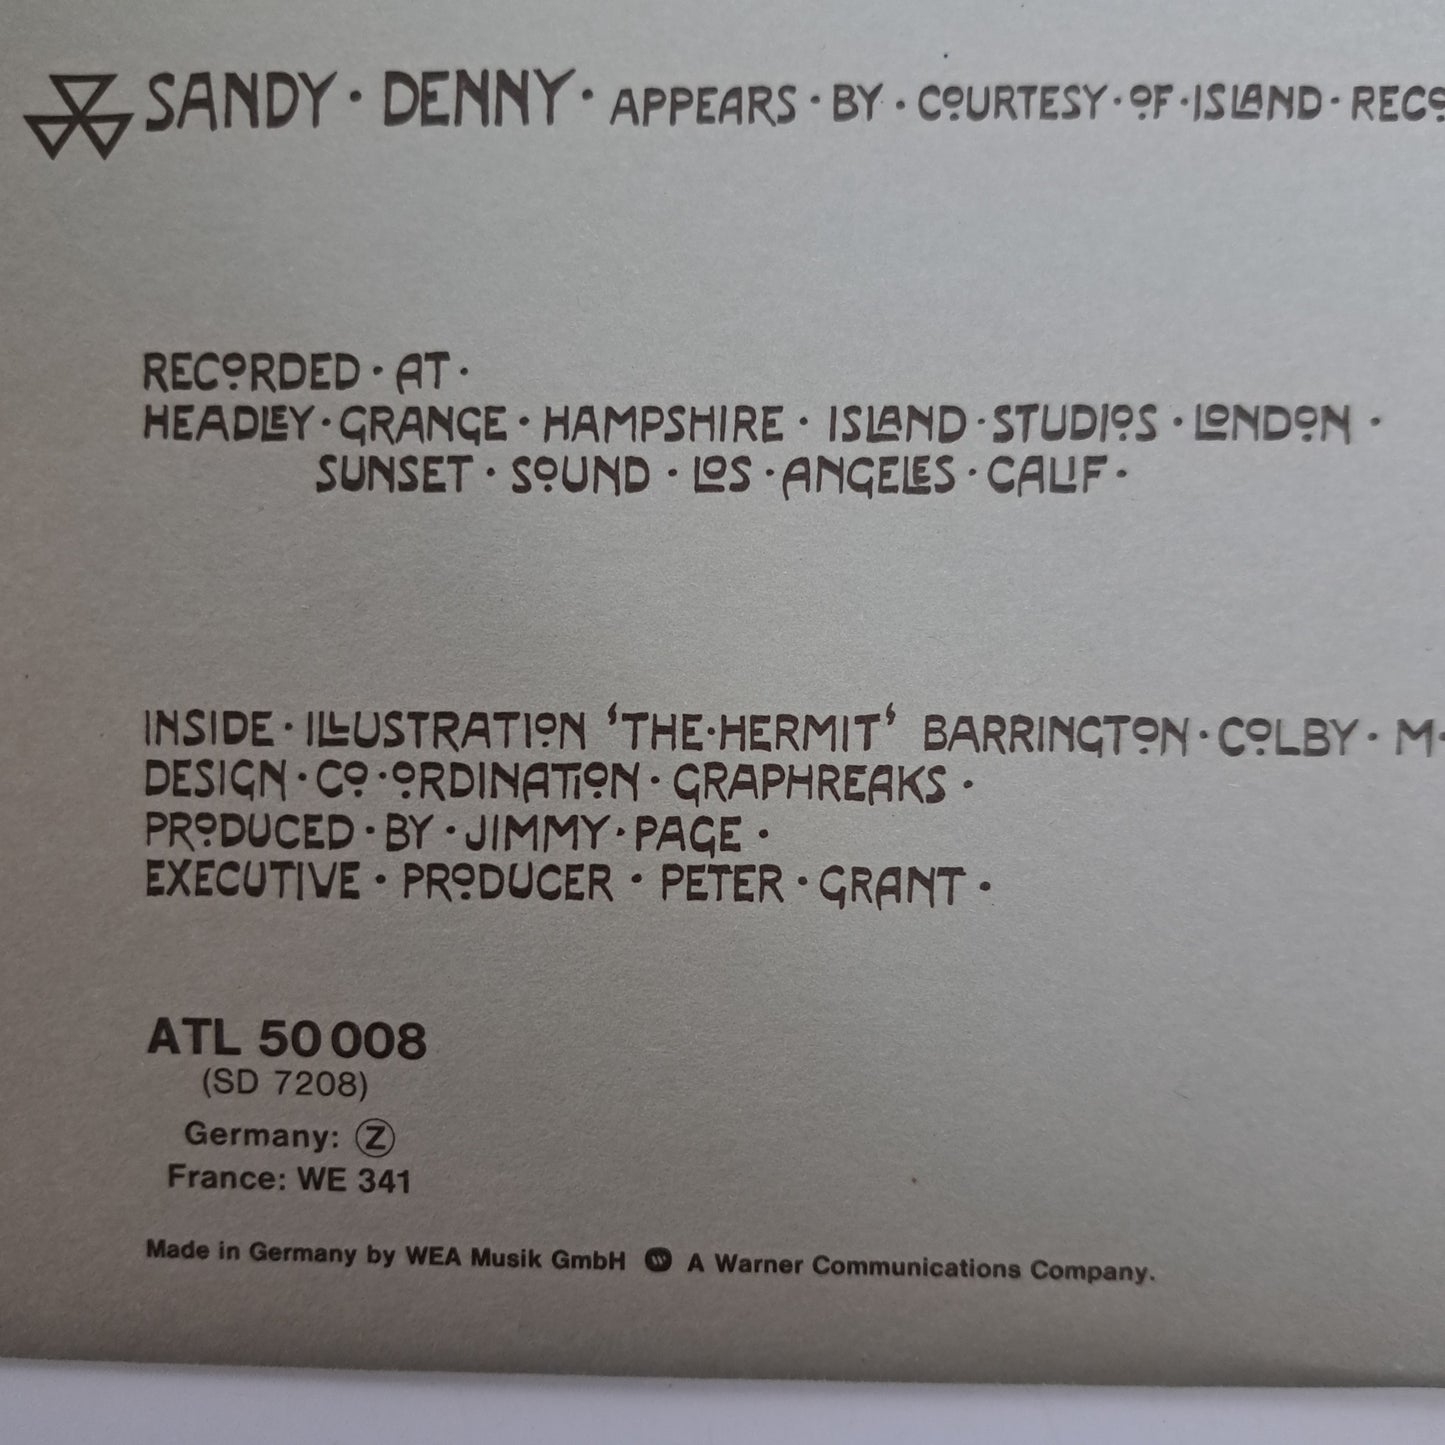 SANDY · DENNY · APPEARS · BY · COURTESY · OF · ISLAND · RECO
RECORDED · AT ·
HEADLEY · GRANGE · HAMPSHIRE · ISLAND · STUDIOS · LONDON ·
SUNSET · SOUND · LOS · ANGELES · CALIF ·
INSIDE · ILLUSTRATION 'THE·HERMIT' BARRINGTON · COLBY · M·
DESIGN · CO · ORDINATION · GRAPHREAKS ·
PRODUCED · BY · JIMMY · PAGE ·
EXECUTIVE · PRODUCER · PETER · GRANT ·
ATL 50 008
(SD 7208)
Germany: Ⓩ
France: WE 341
Made in Germany by WEA Musik GmbH W A Warner Communications Company.